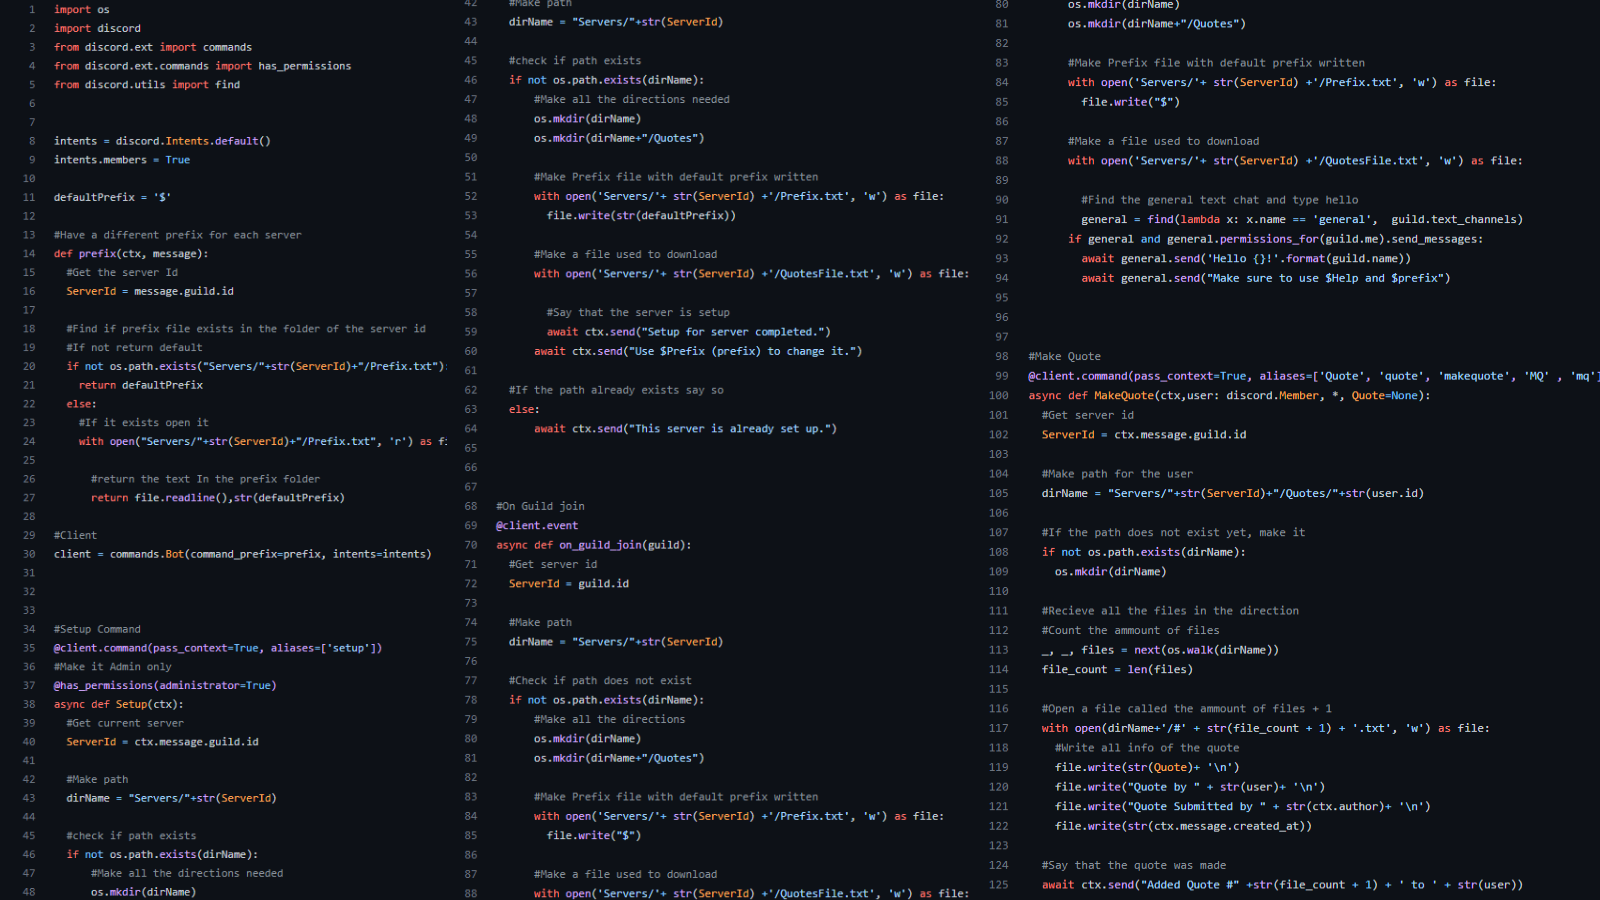 1 import os
2 import discord
3 from discord.ext import commands
4 from discord.ext.commands import has_permissions
5 from discord.utils import find
6
7
8 intents = discord.Intents.default()
9 intents.members = True
10
11 defaultPrefix = '$'
12
13 #Have a different prefix for each server
14 def prefix(ctx, message):
15 #Get the server Id
16 ServerId = message.guild.id
17
18 #Find if prefix file exists in the folder of the server id
19 #If not return default
20 if not os.path.exists("Servers/"+str(ServerId)+"/Prefix.txt"):
21 return defaultPrefix
22 else:
23 #If it exists open it
24 with open("Servers/"+str(ServerId)+"/Prefix.txt", 'r') as fi
25
26 #return the text In the prefix folder
27 return file.readline(),str(defaultPrefix)
28
29 #Client
30 client = commands.Bot(command_prefix=prefix, intents=intents)
31
32
33
34 #Setup Command
35 @client.command(pass_context=True, aliases=['setup'])
36 #Make it Admin only
37 @has_permissions(administrator=True)
38 async def Setup(ctx):
39 #Get current server
40 ServerId = ctx.message.guild.id
41
42 #Make path
43 dirName = "Servers/"+str(ServerId)
44
45 #check if path exists
46 if not os.path.exists(dirName):
47 #Make all the directions needed
48 os.mkdir(dirName)
42 #Make path
43 dirName = "Servers/"+str(ServerId)
44
45 #check if path exists
46 if not os.path.exists(dirName):
47 #Make all the directions needed
48 os.mkdir(dirName)
49 os.mkdir(dirName+"/Quotes")
50
51 #Make Prefix file with default prefix written
52 with open('Servers/'+ str(ServerId) +'/Prefix.txt', 'w') as file:
53 file.write(str(defaultPrefix))
54
55 #Make a file used to download
56 with open('Servers/'+ str(ServerId) +'/QuotesFile.txt', 'w') as file:
57
58 #Say that the server is setup
59 await ctx.send("Setup for server completed.")
60 await ctx.send("Use $Prefix (prefix) to change it.")
61
62 #If the path already exists say so
63 else:
64 await ctx.send("This server is already set up.")
65
66
67
68 #On Guild join
69 @client.event
70 async def on_guild_join(guild):
71 #Get server id
72 ServerId = guild.id
73
74 #Make path
75 dirName = "Servers/"+str(ServerId)
76
77 #Check if path does not exist
78 if not os.path.exists(dirName):
79 #Make all the directions
80 os.mkdir(dirName)
81 os.mkdir(dirName+"/Quotes")
82
83 #Make Prefix file with default prefix written
84 with open('Servers/'+ str(ServerId) +'/Prefix.txt', 'w') as file:
85 file.write("$")
86
87 #Make a file used to download
88 with open('Servers/'+ str(ServerId) +'/QuotesFile.txt', 'w') as file:
80 os.mkdir(dirName)
81 os.mkdir(dirName+"/Quotes")
82
83 #Make Prefix file with default prefix written
84 with open('Servers/'+ str(ServerId) +'/Prefix.txt', 'w') as file:
85 file.write("$")
86
87 #Make a file used to download
88 with open('Servers/'+ str(ServerId) +'/QuotesFile.txt', 'w') as file:
89
90 #Find the general text chat and type hello
91 general = find(lambda x: x.name == 'general',  guild.text_channels)
92 if general and general.permissions_for(guild.me).send_messages:
93 await general.send('Hello {}!'.format(guild.name))
94 await general.send("Make sure to use $Help and $prefix")
95
96
97
98 #Make Quote
99 @client.command(pass_context=True, aliases=['Quote', 'quote', 'makequote', 'MQ' , 'mq']
100 async def MakeQuote(ctx,user: discord.Member, *, Quote=None):
101 #Get server id
102 ServerId = ctx.message.guild.id
103
104 #Make path for the user
105 dirName = "Servers/"+str(ServerId)+"/Quotes/"+str(user.id)
106
107 #If the path does not exist yet, make it
108 if not os.path.exists(dirName):
109 os.mkdir(dirName)
110
111 #Recieve all the files in the direction
112 #Count the ammount of files
113 _, _, files = next(os.walk(dirName))
114 file_count = len(files)
115
116 #Open a file called the ammount of files + 1
117 with open(dirName+'/#' + str(file_count + 1) + '.txt', 'w') as file:
118 #Write all info of the quote
119 file.write(str(Quote)+ '\n')
120 file.write("Quote by " + str(user)+ '\n')
121 file.write("Quote Submitted by " + str(ctx.author)+ '\n')
122 file.write(str(ctx.message.created_at))
123
124 #Say that the quote was made
125 await ctx.send("Added Quote #" +str(file_count + 1) + ' to ' + str(user))